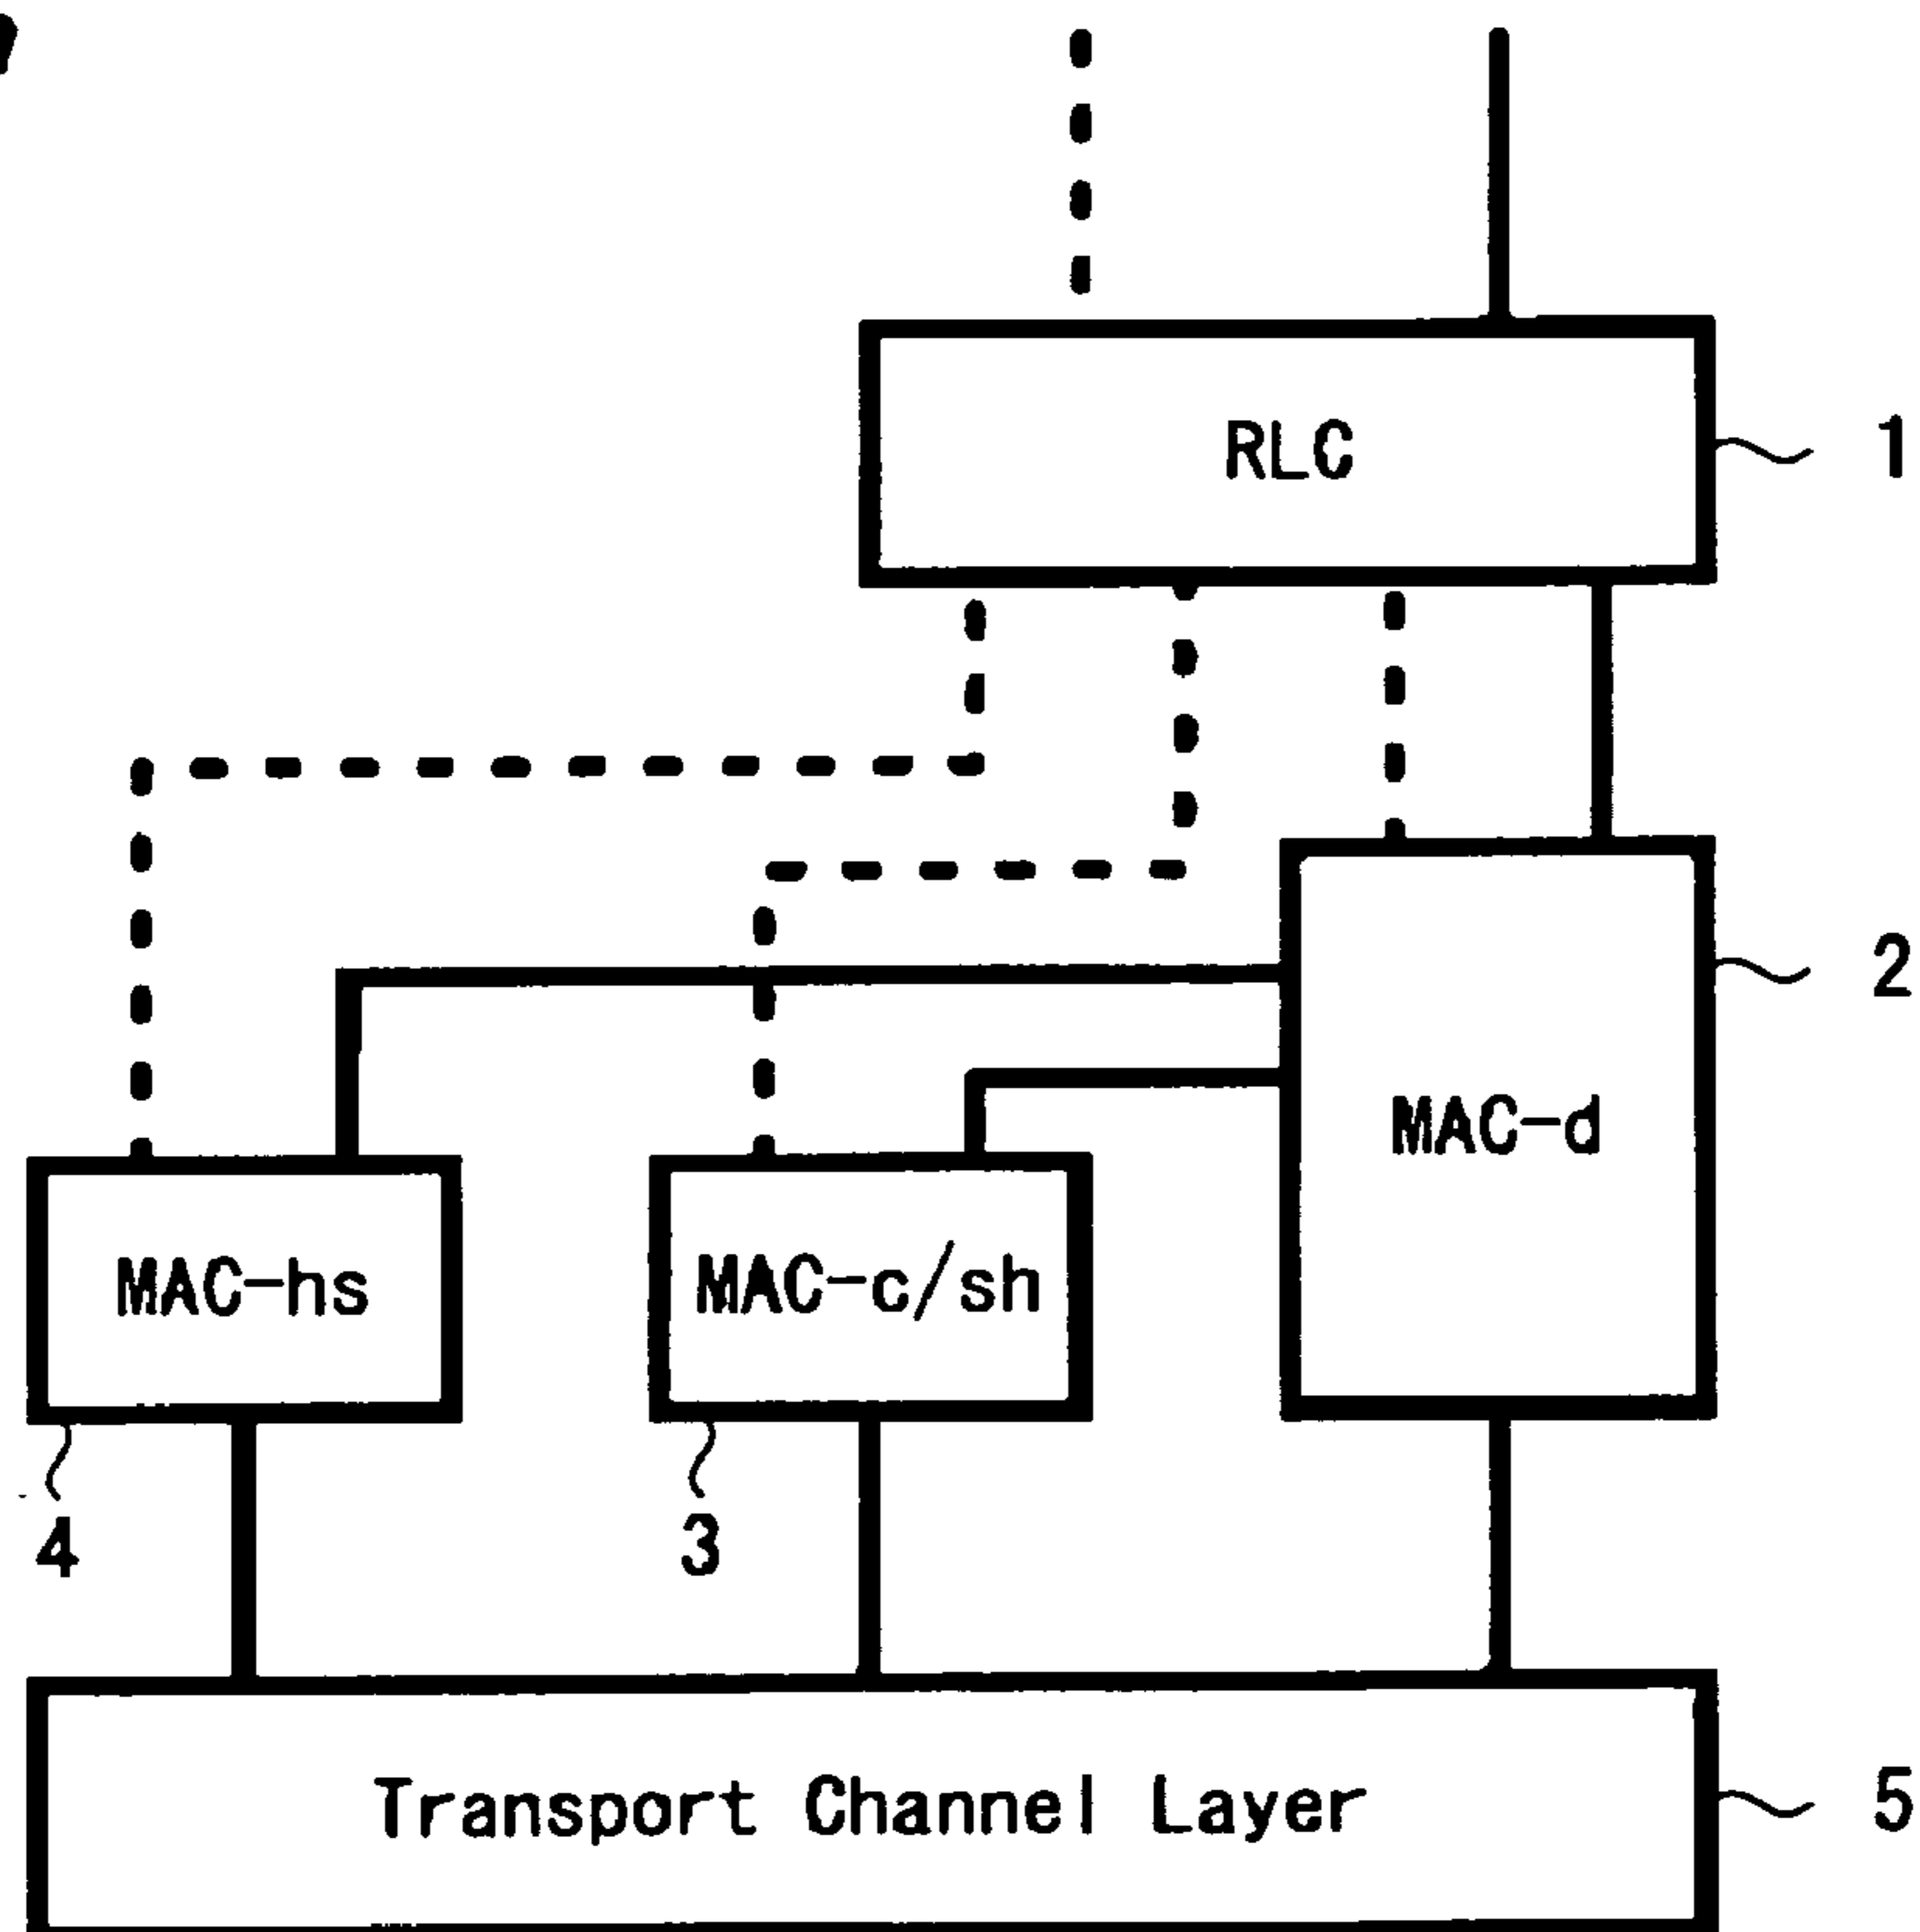 RLC
1
2
MAC-d
MAC-hs
MAC-c/sh
4
3
Transport Channel Layer
5